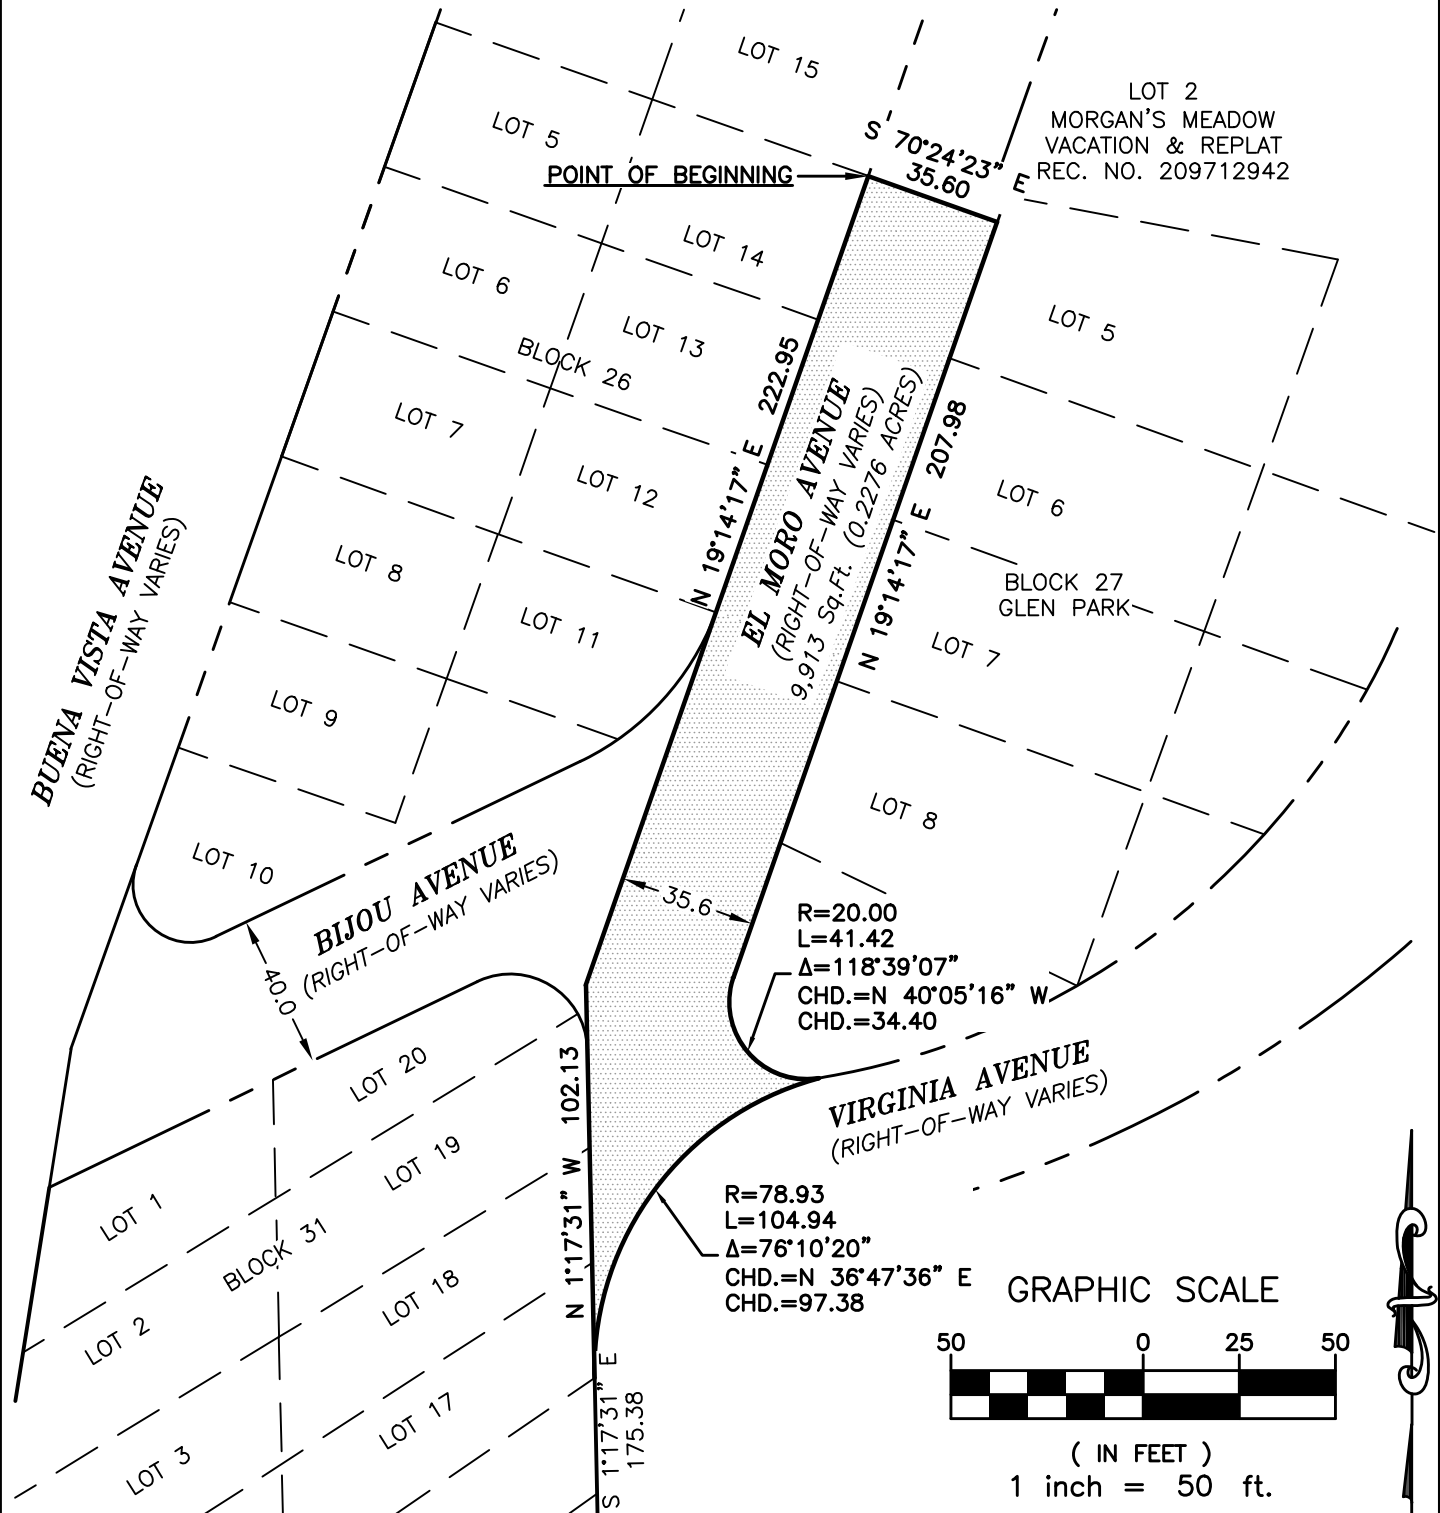 LOT 15
LOT 2
MORGAN'S MEADOW
VACATION & REPLAT
REC. NO. 209712942
LOT 5
S 70°24'23" E
35.60
POINT OF BEGINNING
LOT 14
LOT 6
LOT 13
BLOCK 26
LOT 5
LOT 7
LOT 12
N 19°14'17" E 222.95
EL MORO AVENUE
(RIGHT-OF-WAY VARIES)
9,913 Sq.Ft. (0.2276 ACRES)
N 19°14'17" E 207.98
LOT 6
BLOCK 27
GLEN PARK
LOT 8
LOT 11
LOT 7
BUENA VISTA AVENUE
(RIGHT-OF-WAY VARIES)
LOT 9
LOT 8
LOT 10
BIJOU AVENUE
(RIGHT-OF-WAY VARIES)
40.0
35.6
R=20.00
L=41.42
Δ=118°39'07"
CHD.=N 40°05'16" W
CHD.=34.40
LOT 20
VIRGINIA AVENUE
(RIGHT-OF-WAY VARIES)
N 1°17'31" W 102.13
LOT 19
LOT 1
BLOCK 31
R=78.93
L=104.94
Δ=76°10'20"
CHD.=N 36°47'36" E
CHD.=97.38
LOT 18
LOT 2
S 1°17'31" E
175.38
LOT 17
LOT 3
GRAPHIC SCALE
50 0 25 50
( IN FEET )
1 inch = 50 ft.